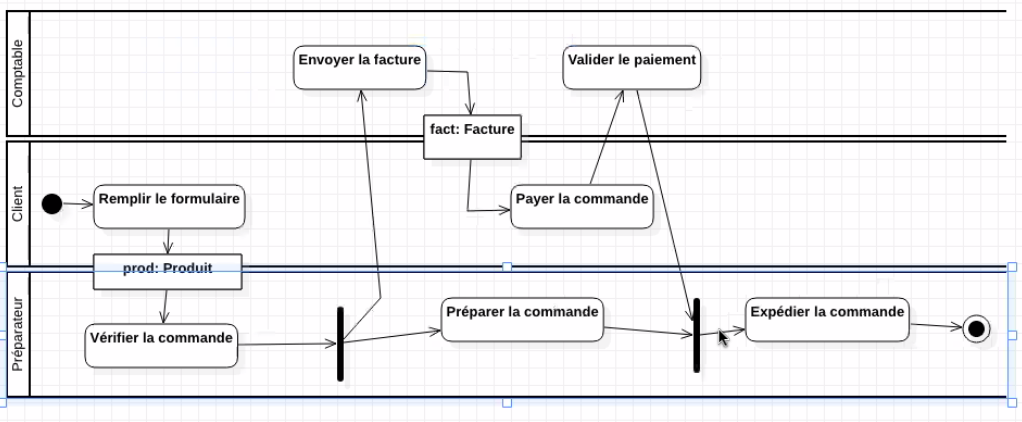 Comptable
Envoyer la facture
Valider le paiement
fact: Facture
Client
Remplir le formulaire
Payer la commande
prod: Produit
Préparateur
Vérifier la commande
Préparer la commande
Expédier la commande